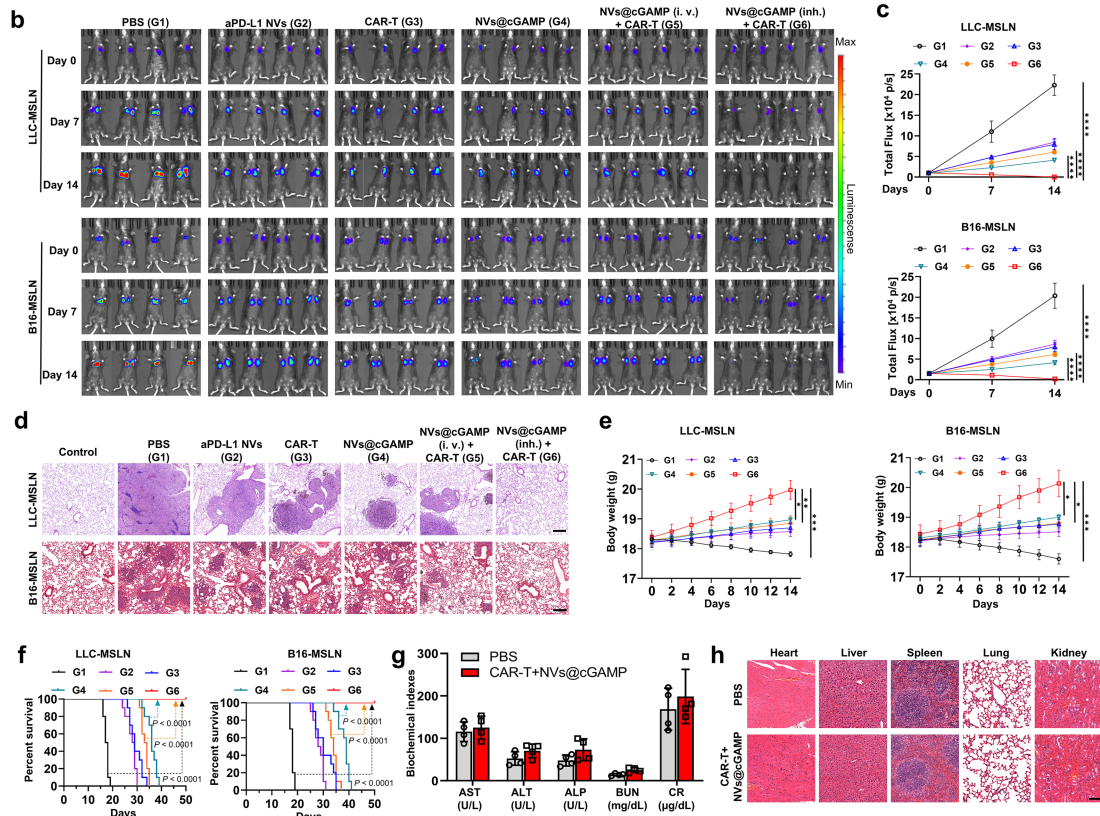 b
PBS (G1)
aPD-L1 NVs (G2)
CAR-T (G3)
NVs@cGAMP (G4)
NVs@cGAMP (i. v.)
+ CAR-T (G5)
NVs@cGAMP (inh.)
+ CAR-T (G6)
LLC-MSLN
Day 0
Day 7
Day 14
B16-MSLN
Day 0
Day 7
Day 14
Max
Luminescense
Min
c
LLC-MSLN
G1
G2
G3
G4
G5
G6
Total Flux [x10⁴ p/s]
25
20
15
10
5
0
Days
0
7
14
****
****
****
B16-MSLN
G1
G2
G3
G4
G5
G6
Total Flux [x10⁴ p/s]
25
20
15
10
5
0
Days
0
7
14
****
****
****
d
Control
PBS
(G1)
aPD-L1 NVs
(G2)
CAR-T
(G3)
NVs@cGAMP
(G4)
NVs@cGAMP
(i. v.) +
CAR-T (G5)
NVs@cGAMP
(inh.) +
CAR-T (G6)
LLC-MSLN
B16-MSLN
e
LLC-MSLN
G1
G2
G3
G4
G5
G6
Body weight (g)
21
20
19
18
17
0 2 4 6 8 10 12 14
Days
*
**
***
B16-MSLN
G1
G2
G3
G4
G5
G6
Body weight (g)
21
20
19
18
17
0 2 4 6 8 10 12 14
Days
*
*
***
f
LLC-MSLN
G1
G2
G3
G4
G5
G6
Percent survival
100
80
60
40
20
0
P < 0.0001
P < 0.0001
P < 0.0001
0 10 20 30 40 50
Days
B16-MSLN
G1
G2
G3
G4
G5
G6
Percent survival
100
80
60
40
20
0
P < 0.0001
P < 0.0001
P < 0.0001
0 10 20 30 40 50
Days
g
PBS
CAR-T+NVs@cGAMP
Biochemical indexes
300
200
100
0
AST
(U/L)
ALT
(U/L)
ALP
(U/L)
BUN
(mg/dL)
CR
(μg/dL)
h
Heart
Liver
Spleen
Lung
Kidney
PBS
CAR-T+
NVs@cGAMP